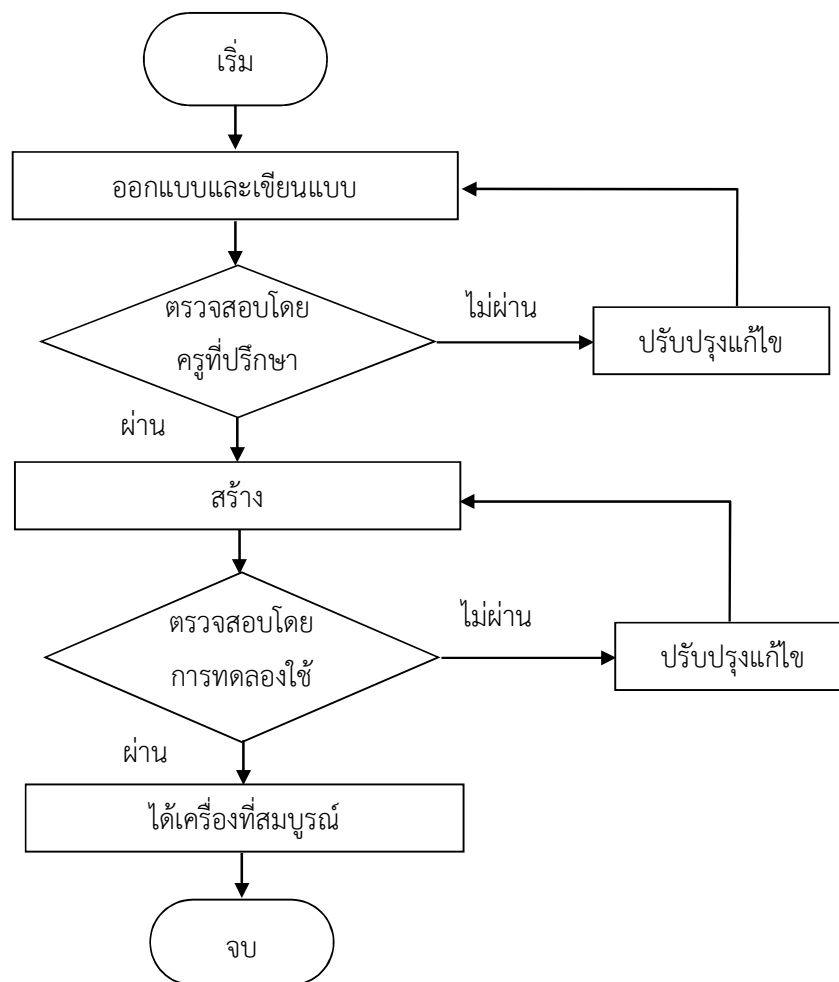 เริ่ม
ออกแบบและเขียนแบบ
ตรวจสอบโดย
ครูที่ปรึกษา
ไม่ผ่าน
ปรับปรุงแก้ไข
ผ่าน
สร้าง
ตรวจสอบโดย
การทดลองใช้
ไม่ผ่าน
ปรับปรุงแก้ไข
ผ่าน
ได้เครื่องที่สมบูรณ์
จบ